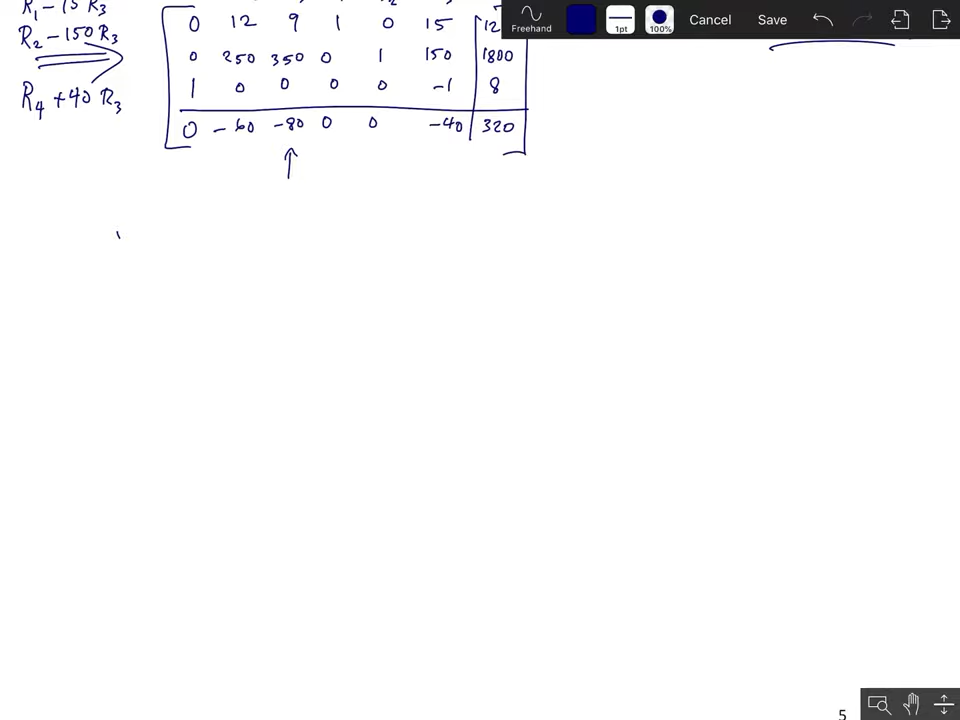 R₁ - 15 R₃
R₂ - 150 R₃
R₄ + 40 R₃
0 12 9 1 0 15
0 250 350 0 1 150 1800
1 0 0 0 0 -1 8
0 -60 -80 0 0 -40 320
Freehand 1pt 100% Cancel Save
5